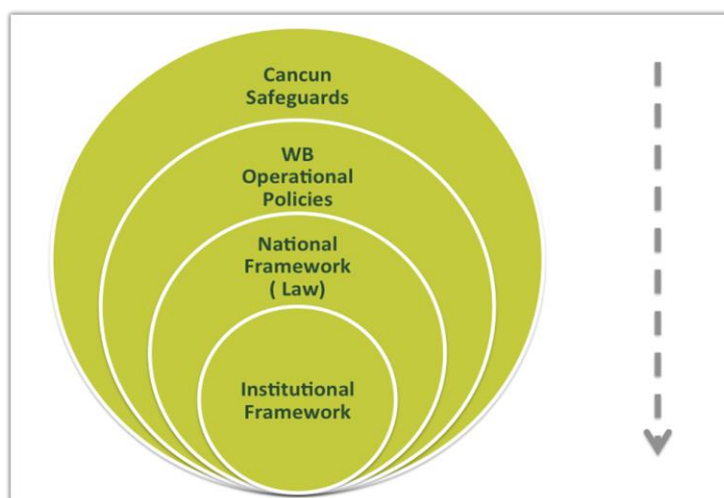 Cancun
Safeguards
WB
Operational
Policies
National
Framework
( Law)
Institutional
Framework